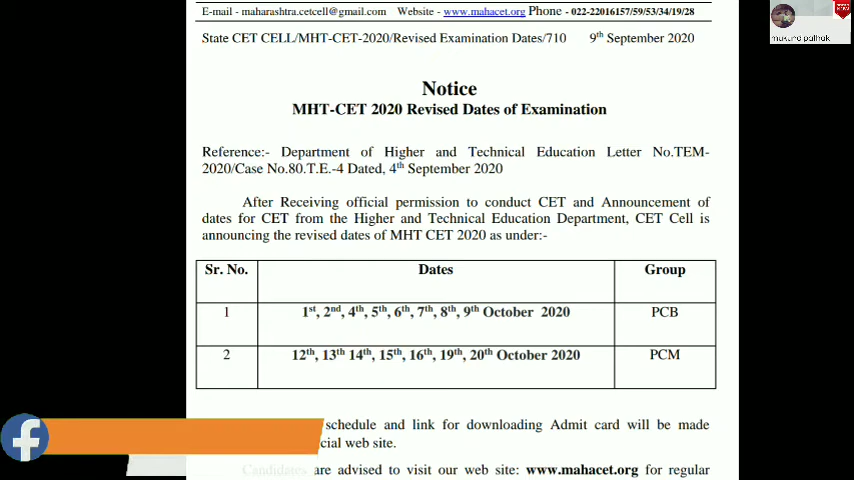 E-mail - maharashtra.cetcell@gmail.com Website - www.mahacet.org Phone - 022-22016157/59/53/34/19/28
mukund pathak
State CET CELL/MHT-CET-2020/Revised Examination Dates/710 9th September 2020
Notice
MHT-CET 2020 Revised Dates of Examination
Reference:- Department of Higher and Technical Education Letter No.TEM-
2020/Case No.80.T.E.-4 Dated, 4th September 2020
After Receiving official permission to conduct CET and Announcement of
dates for CET from the Higher and Technical Education Department, CET Cell is
announcing the revised dates of MHT CET 2020 as under:-
Sr. No. Dates Group
1 1st, 2nd, 4th, 5th, 6th, 7th, 8th, 9th October 2020 PCB
2 12th, 13th 14th, 15th, 16th, 19th, 20th October 2020 PCM
schedule and link for downloading Admit card will be made
cial web site.
Candidates are advised to visit our web site: www.mahacet.org for regular